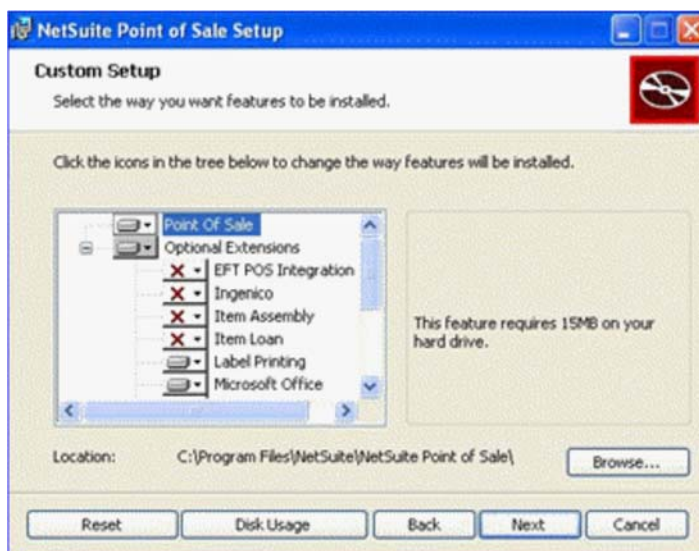 NetSuite Point of Sale Setup
Custom Setup
Select the way you want features to be installed.
Click the icons in the tree below to change the way features will be installed.
Point Of Sale
Optional Extensions
EFT POS Integration
Ingenico
Item Assembly
Item Loan
Label Printing
Microsoft Office
This feature requires 15MB on your
hard drive.
Location: C:\Program Files\NetSuite\NetSuite Point of Sale\ Browse...
Reset Disk Usage Back Next Cancel